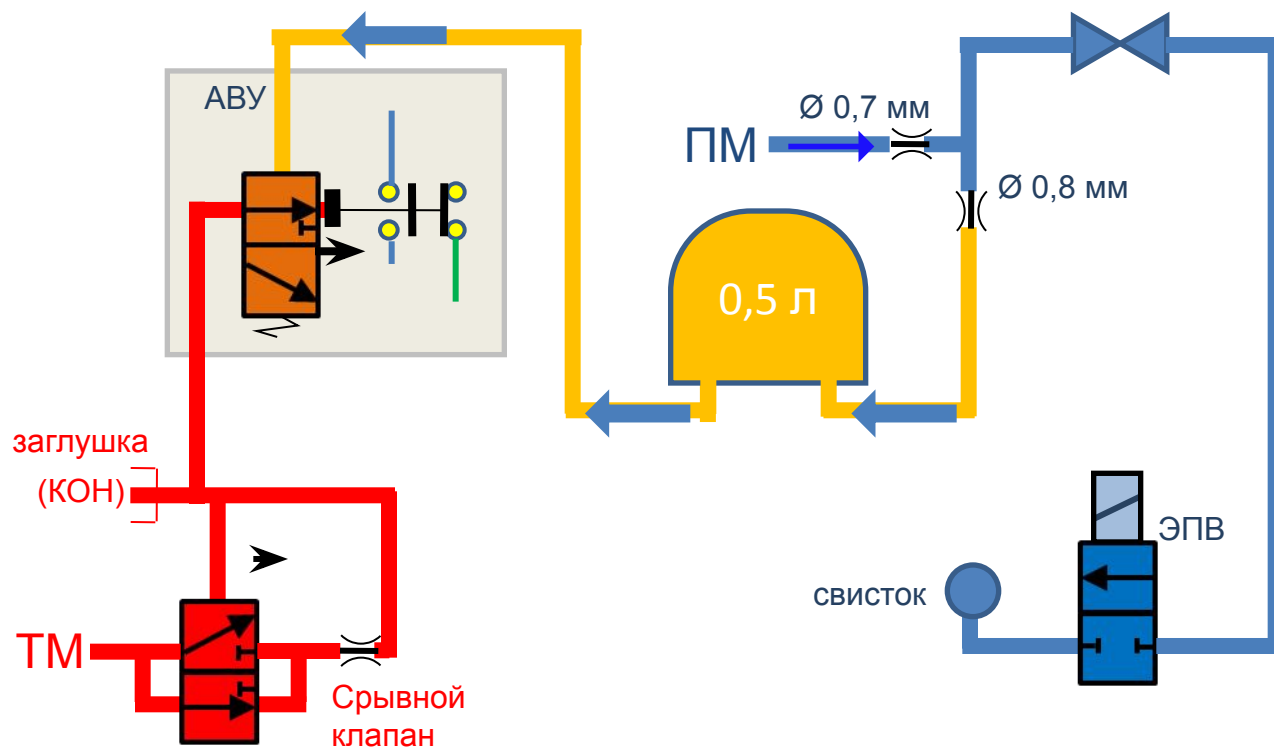 АВУ
Ø 0,7 мм
ПМ
Ø 0,8 мм
0,5 л
заглушка
(КОН)
ЭПВ
свисток
ТМ
Срывной
клапан